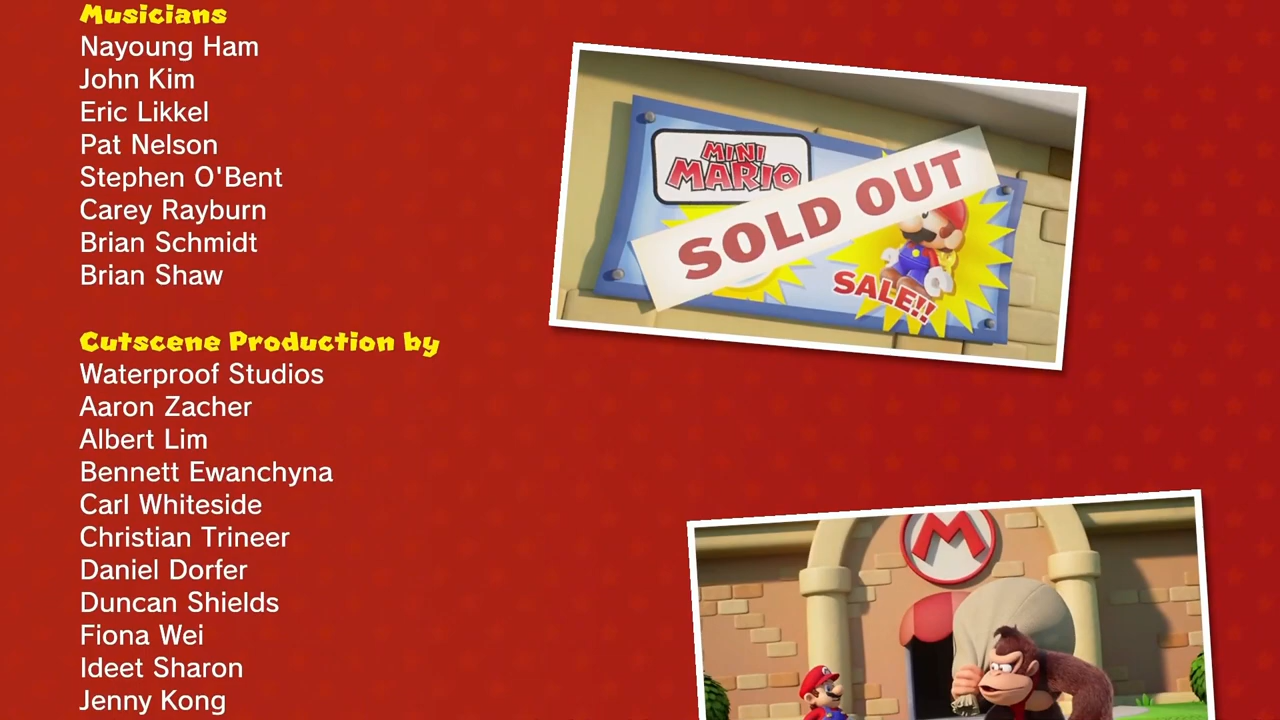 Musicians
Nayoung Ham
John Kim
Eric Likkel
Pat Nelson
Stephen O'Bent
Carey Rayburn
Brian Schmidt
Brian Shaw
Cutscene Production by
Waterproof Studios
Aaron Zacher
Albert Lim
Bennett Ewanchyna
Carl Whiteside
Christian Trineer
Daniel Dorfer
Duncan Shields
Fiona Wei
Ideet Sharon
Jenny Kong
MINI
MARIO
SOLD OUT
SALE!!
M